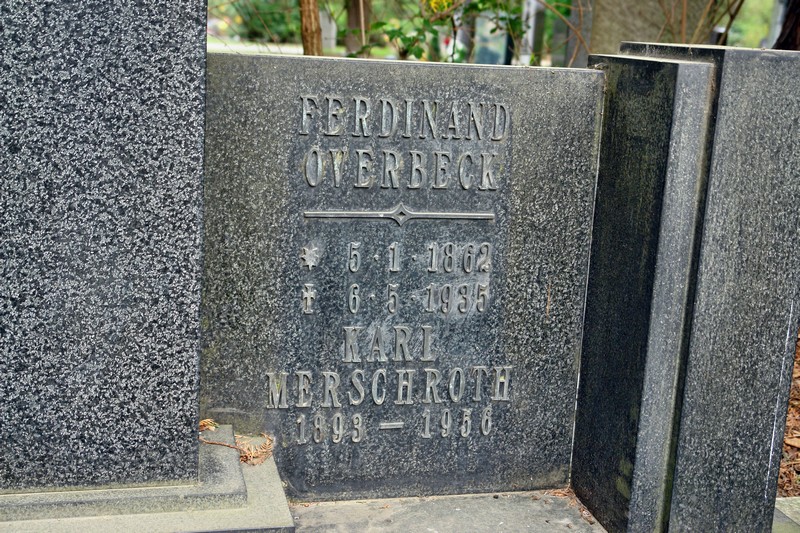 FERDINAND
OVERBECK
* 5·1·1862
† 6·5·1935
KARL
MERSCHROTH
1893 — 1956